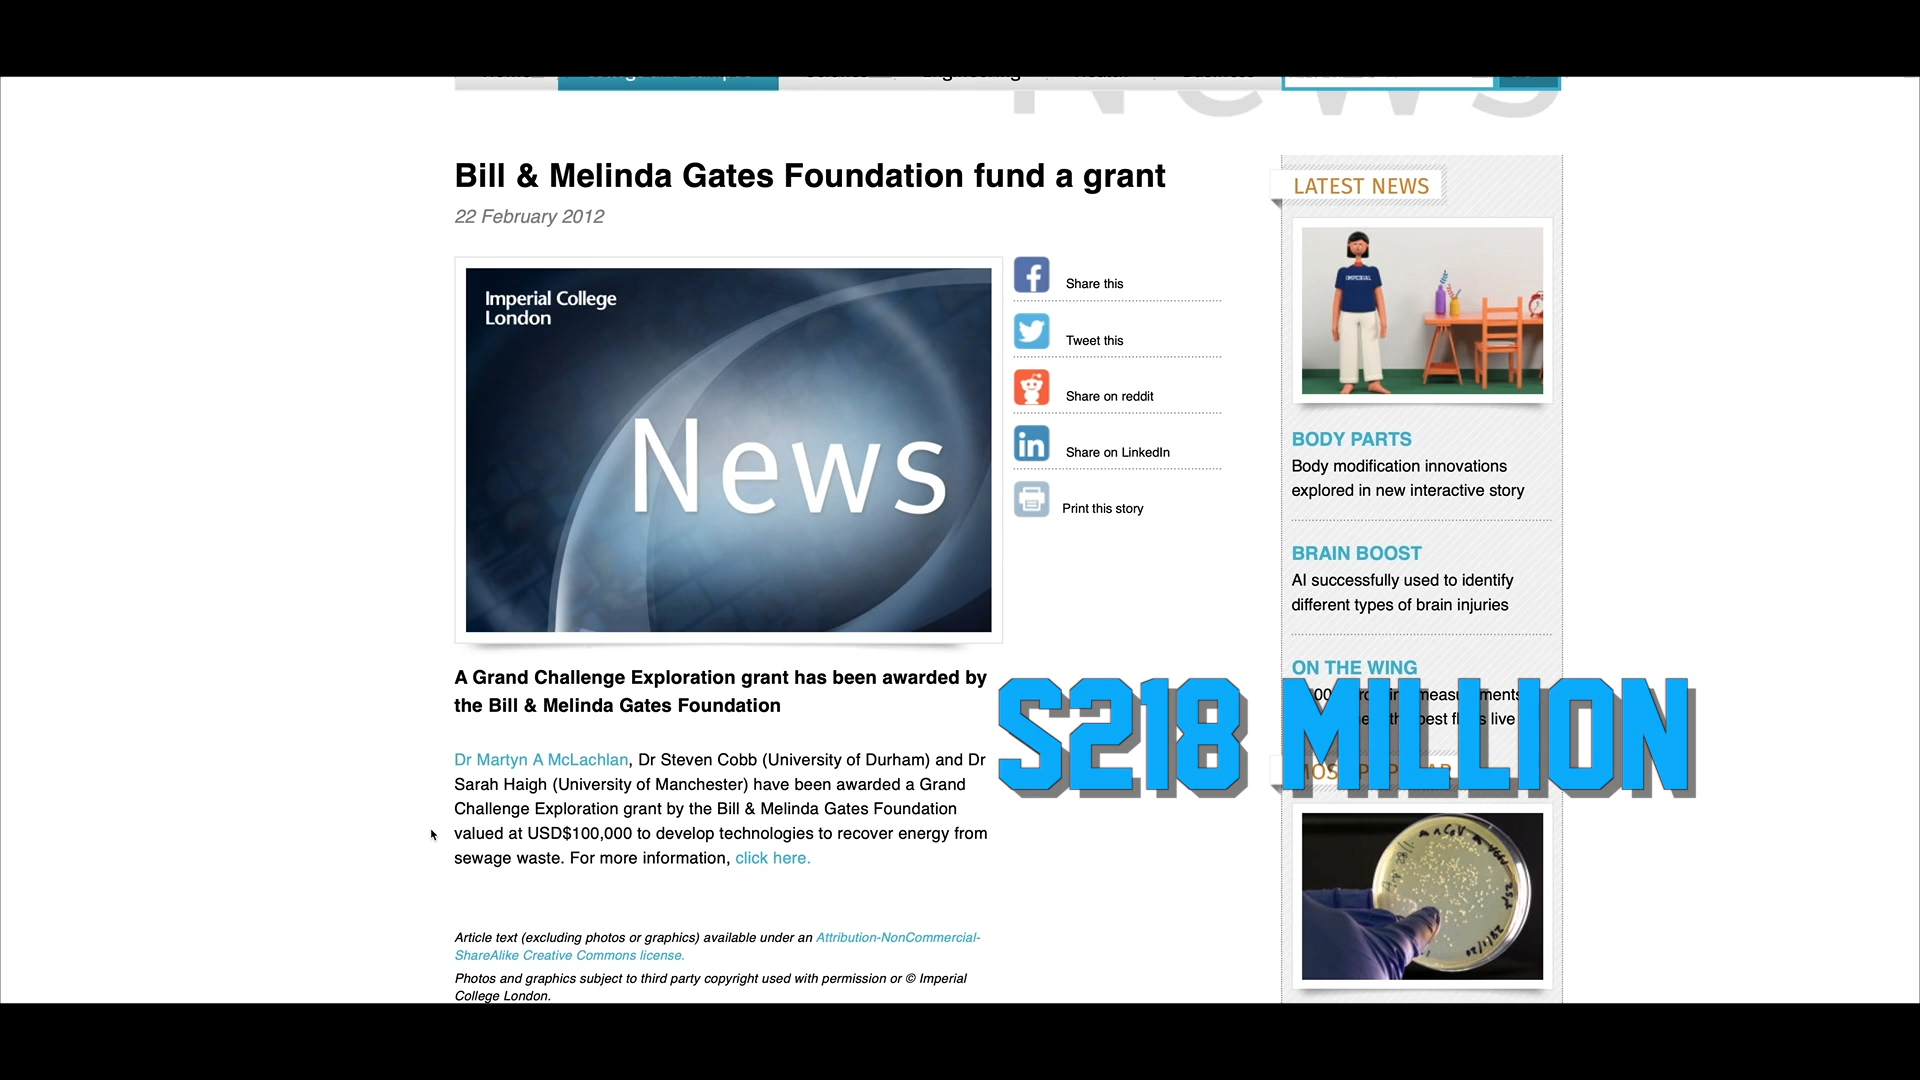 News
Bill & Melinda Gates Foundation fund a grant
22 February 2012
Imperial College
London
News
Share this
Tweet this
Share on reddit
Share on LinkedIn
Print this story
A Grand Challenge Exploration grant has been awarded by
the Bill & Melinda Gates Foundation
Dr Martyn A McLachlan, Dr Steven Cobb (University of Durham) and Dr
Sarah Haigh (University of Manchester) have been awarded a Grand
Challenge Exploration grant by the Bill & Melinda Gates Foundation
valued at USD$100,000 to develop technologies to recover energy from
sewage waste. For more information, click here.
Article text (excluding photos or graphics) available under an Attribution-NonCommercial-
ShareAlike Creative Commons license.
Photos and graphics subject to third party copyright used with permission or © Imperial
College London.
LATEST NEWS
IMPERIAL
BODY PARTS
Body modification innovations
explored in new interactive story
BRAIN BOOST
AI successfully used to identify
different types of brain injuries
ON THE WING
live
$218 MILLION